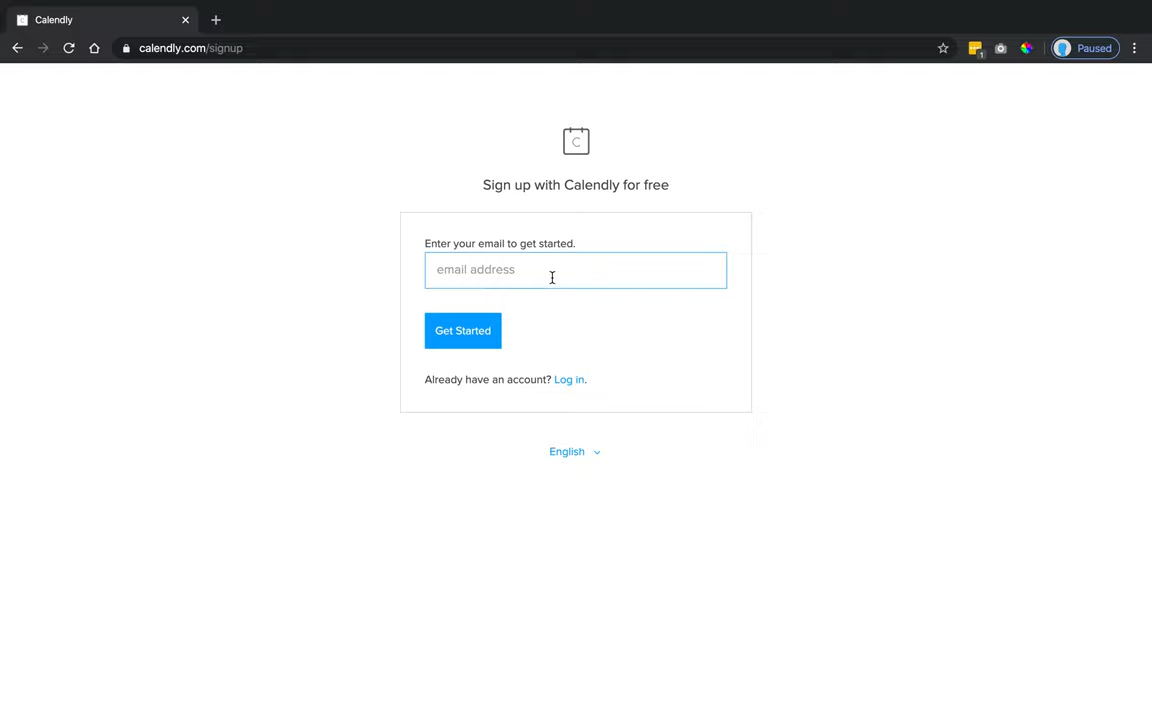 Calendly
calendly.com/signup
1
Paused
C
Sign up with Calendly for free
Enter your email to get started.
email address
Get Started
Already have an account? Log in.
English